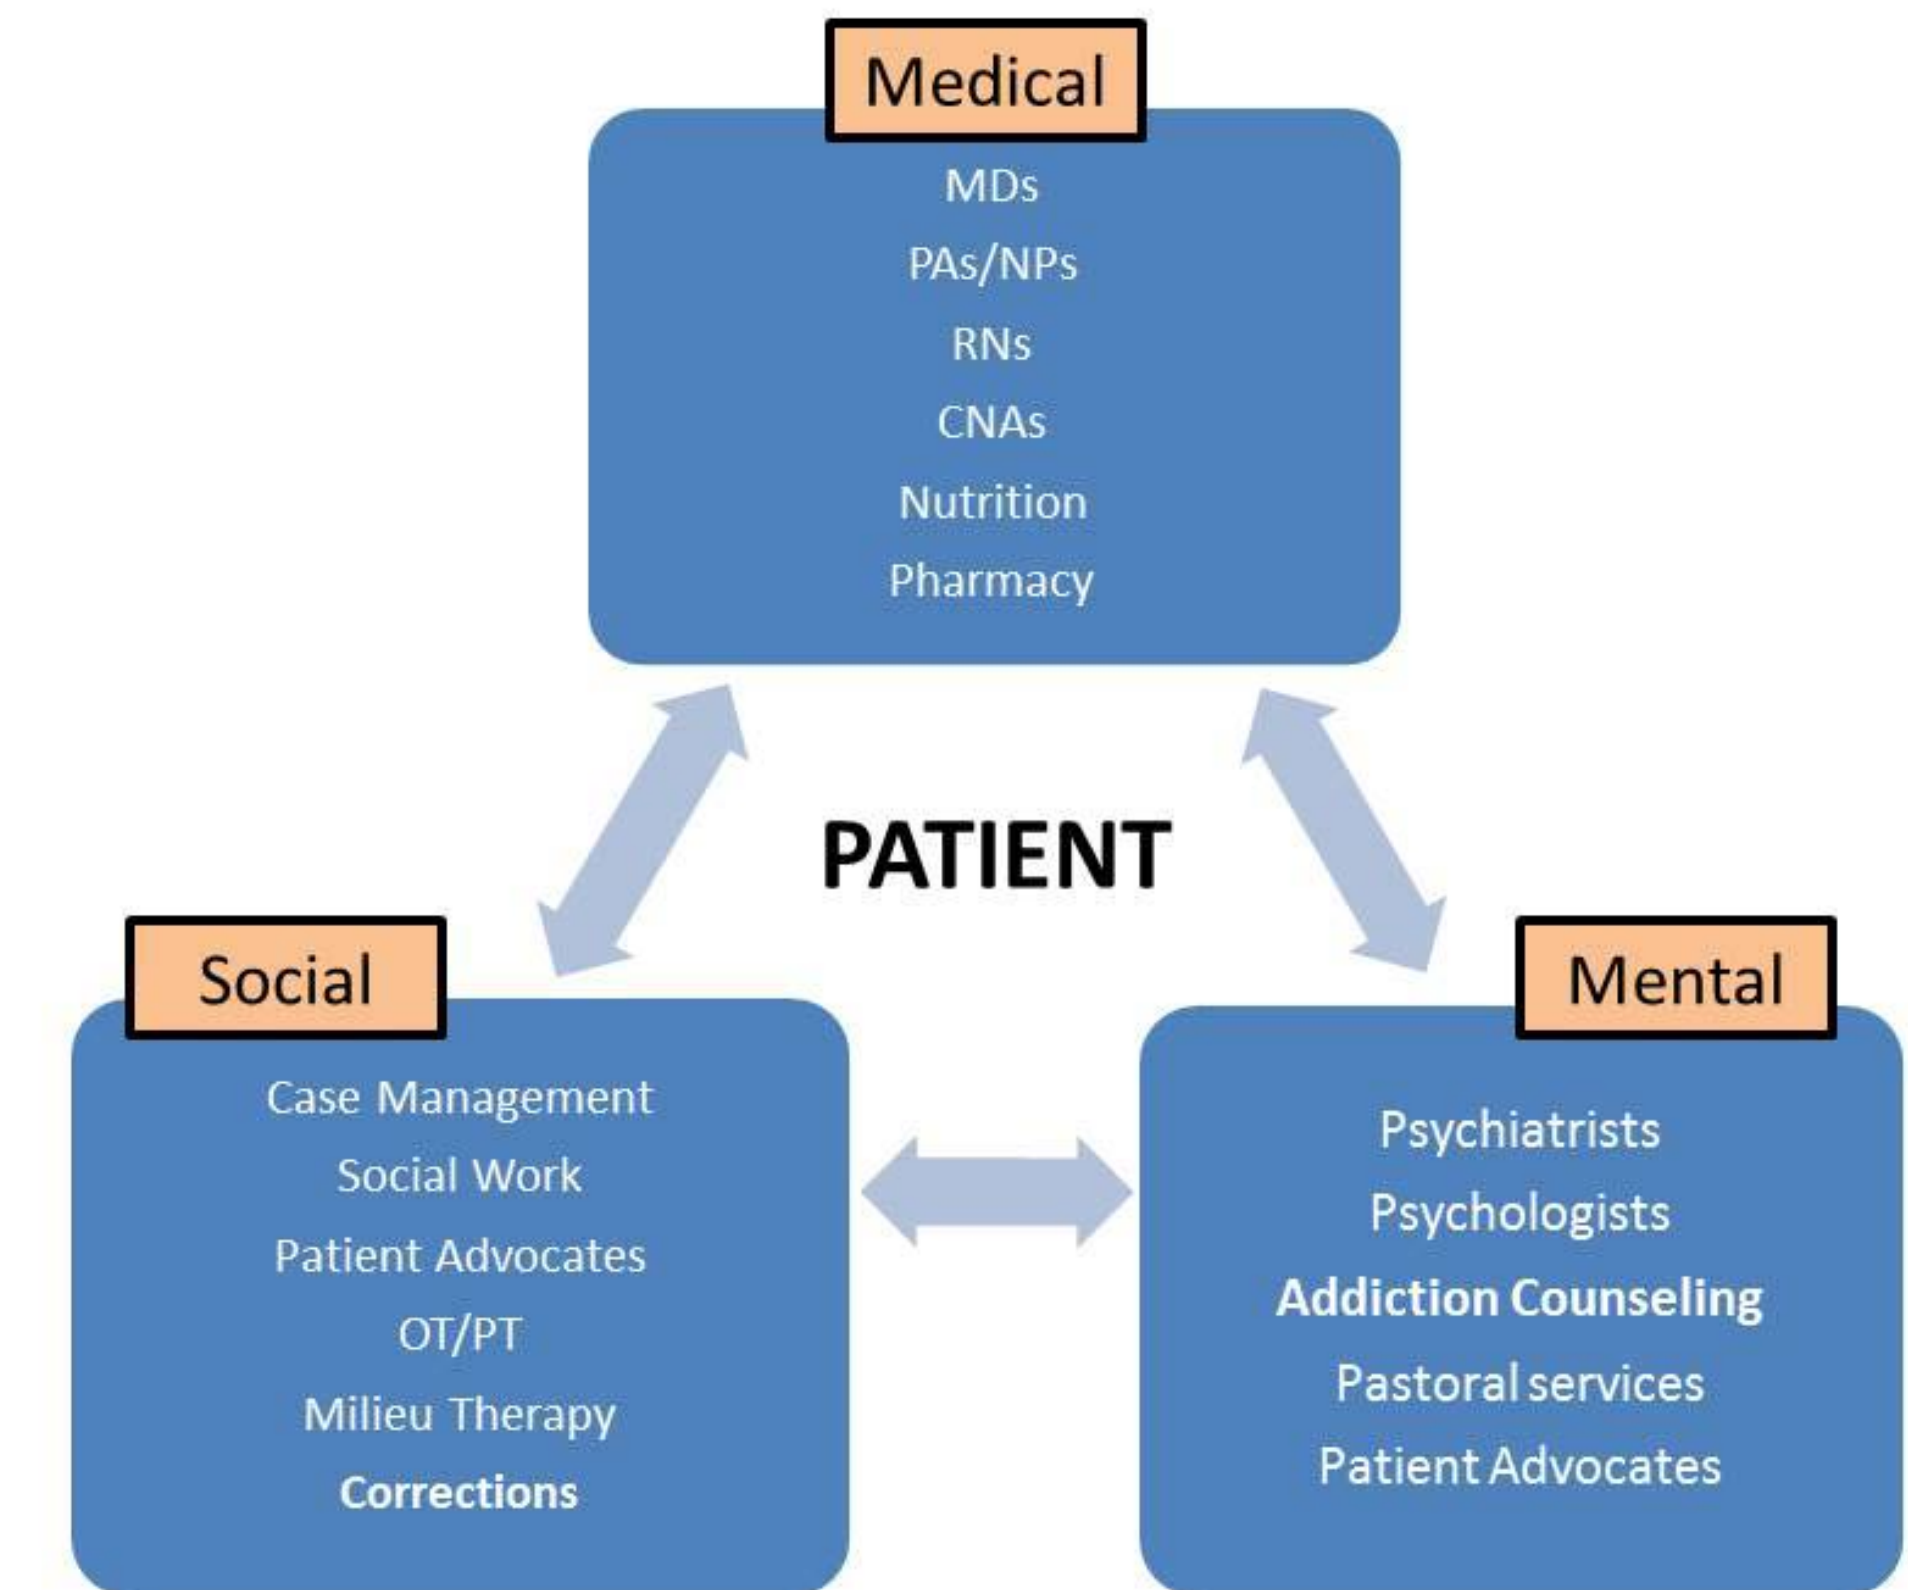 Medical
MDs
PAs/NPs
RNs
CNAs
Nutrition
Pharmacy
PATIENT
Social
Case Management
Social Work
Patient Advocates
OT/PT
Milieu Therapy
Corrections
Mental
Psychiatrists
Psychologists
Addiction Counseling
Pastoral services
Patient Advocates